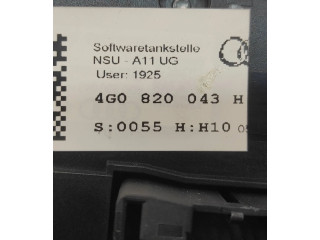 Softwaretankstelle
NSU - A11 UG
User: 1925
4G0 820 043 H
S:0055 H:H10